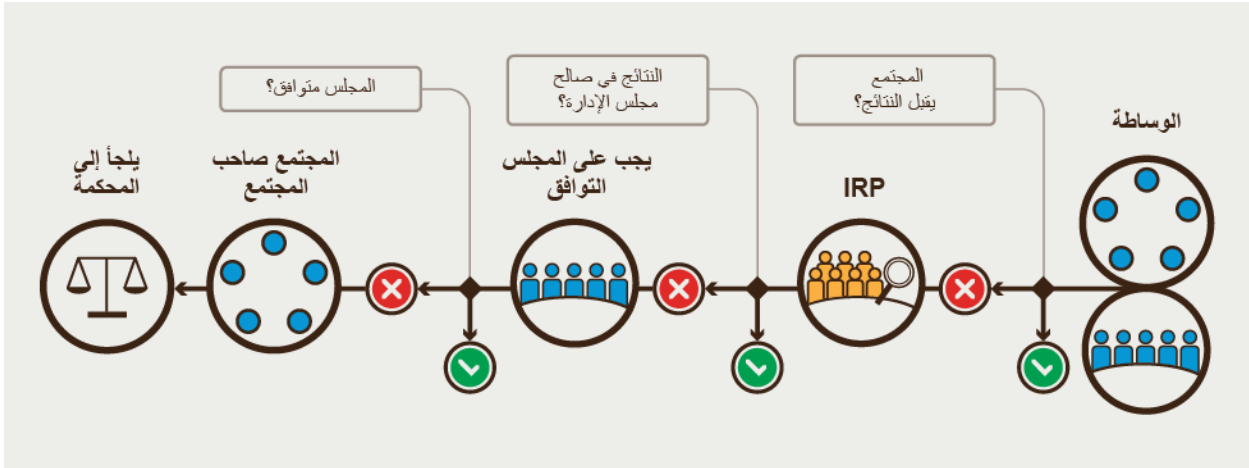 الوساطة
المجتمع
يقبل النتائج؟
IRP
النتائج في صالح
مجلس الإدارة؟
يجب على المجلس
التوافق
المجلس متوافق؟
المجتمع صاحب
المجتمع
يلجأ إلى
المحكمة